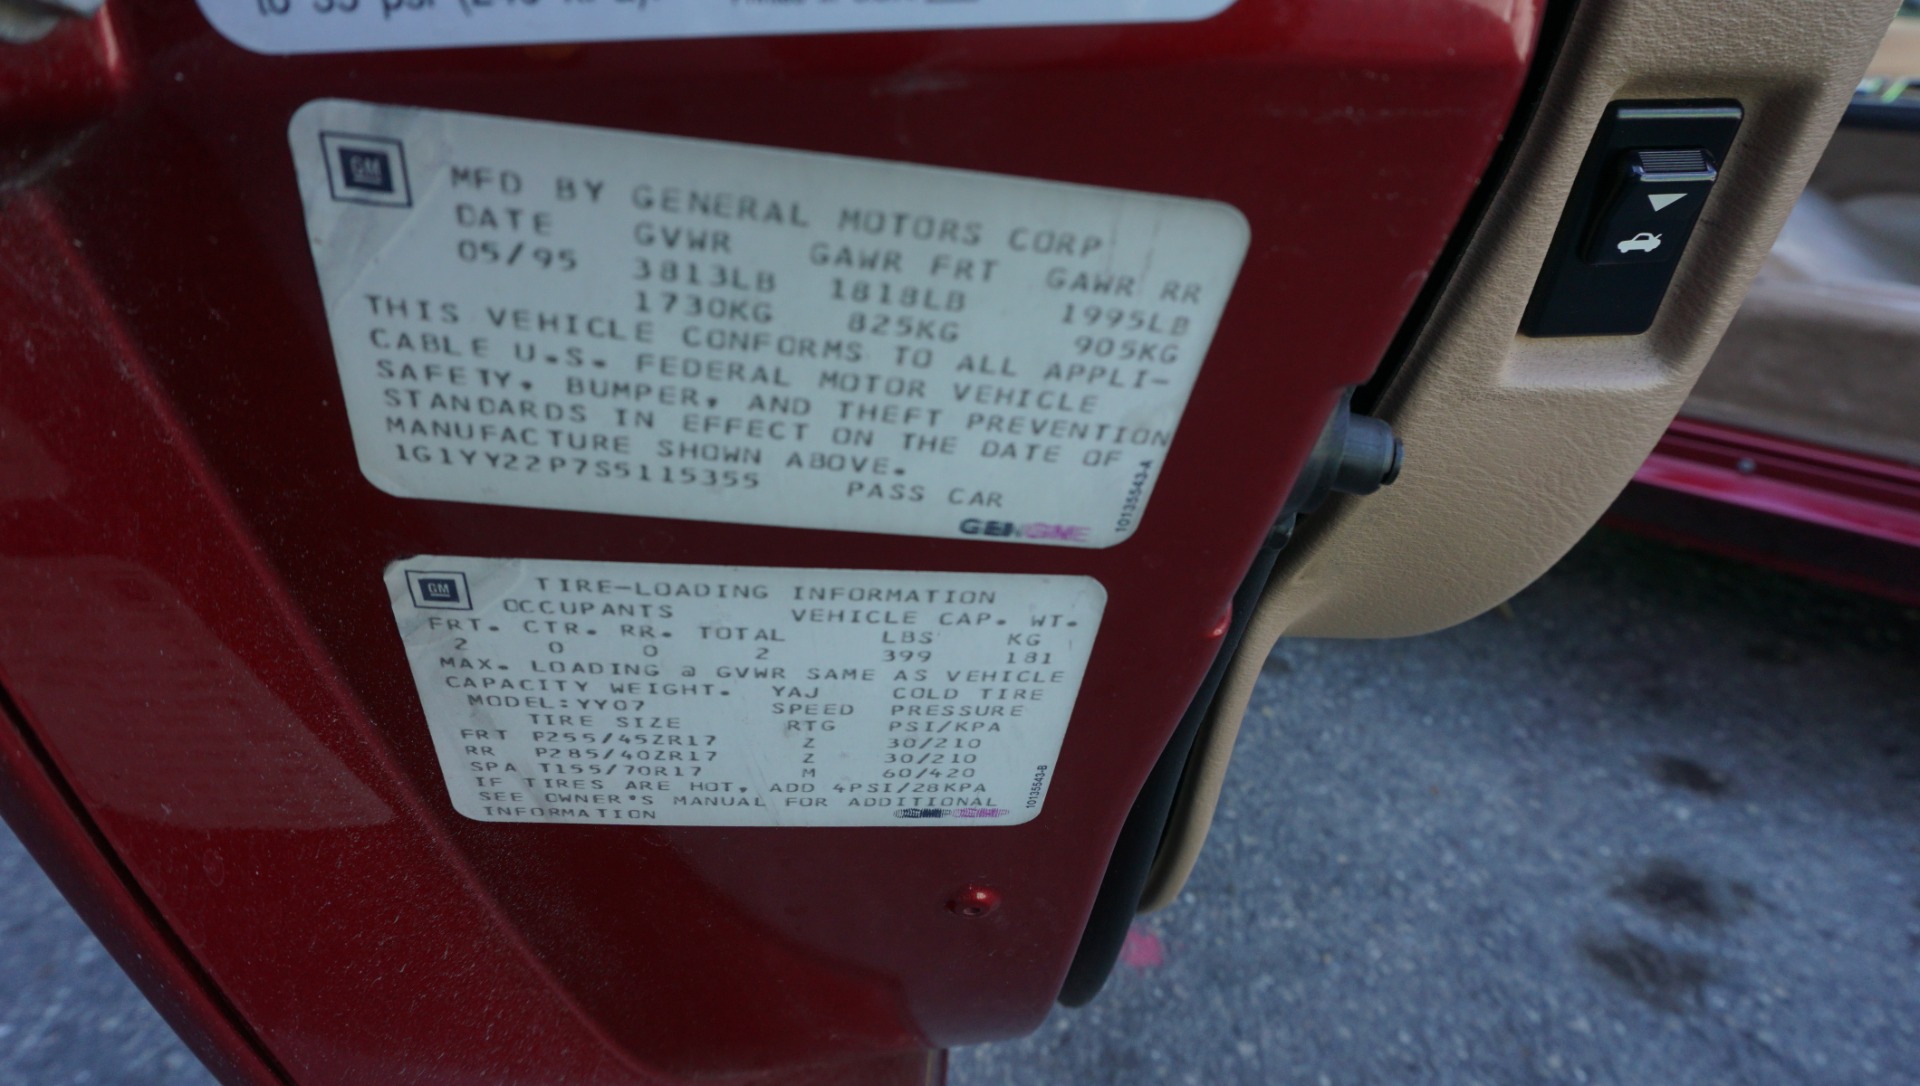 to 35 psi
GM
MFD BY GENERAL MOTORS CORP
DATE GVWR GAWR FRT GAWR RR
05/95 3813LB 1818LB 1995LB
1730KG 825KG 905KG
THIS VEHICLE CONFORMS TO ALL APPLI-
CABLE U.S. FEDERAL MOTOR VEHICLE
SAFETY, BUMPER, AND THEFT PREVENTION
STANDARDS IN EFFECT ON THE DATE OF
MANUFACTURE SHOWN ABOVE.
1G1YY22P7S5115355 PASS CAR
10135543-A
GM
TIRE-LOADING INFORMATION
OCCUPANTS VEHICLE CAP. WT.
FRT. CTR. RR. TOTAL LBS KG
2 0 0 2 399 181
MAX. LOADING @ GVWR SAME AS VEHICLE
CAPACITY WEIGHT. YAJ COLD TIRE
MODEL:YY07 SPEED PRESSURE
TIRE SIZE RTG PSI/KPA
FRT P255/45ZR17 Z 30/210
RR P285/40ZR17 Z 30/210
SPA T155/70R17 M 60/420
IF TIRES ARE HOT, ADD 4PSI/28KPA
SEE OWNER'S MANUAL FOR ADDITIONAL
INFORMATION
10135543-B